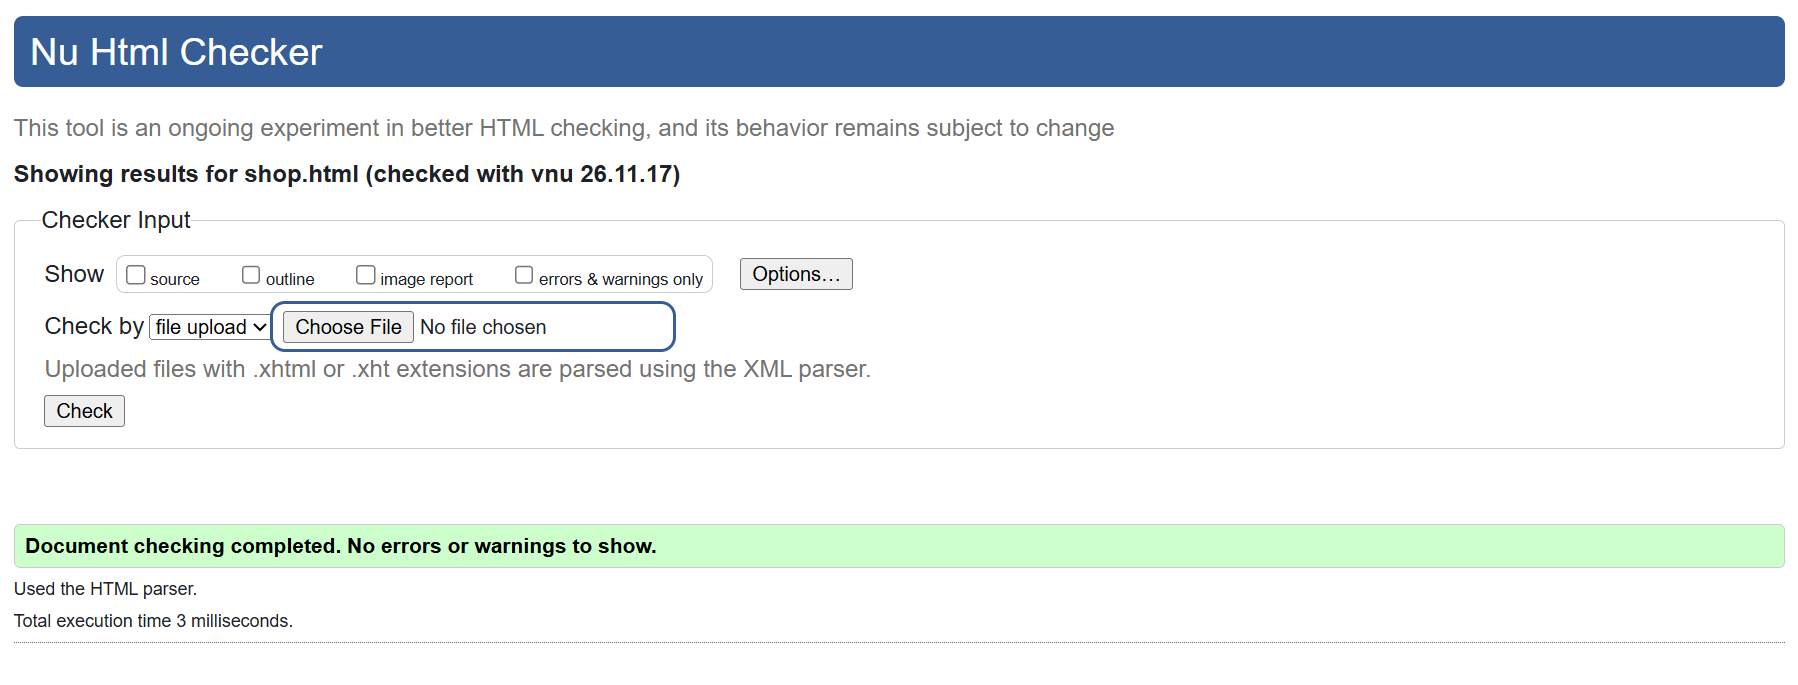 Nu Html Checker
This tool is an ongoing experiment in better HTML checking, and its behavior remains subject to change
Showing results for shop.html (checked with vnu 26.11.17)
Checker Input
Show source outline image report errors & warnings only Options…
Check by file upload Choose File No file chosen
Uploaded files with .xhtml or .xht extensions are parsed using the XML parser.
Check
Document checking completed. No errors or warnings to show.
Used the HTML parser.
Total execution time 3 milliseconds.